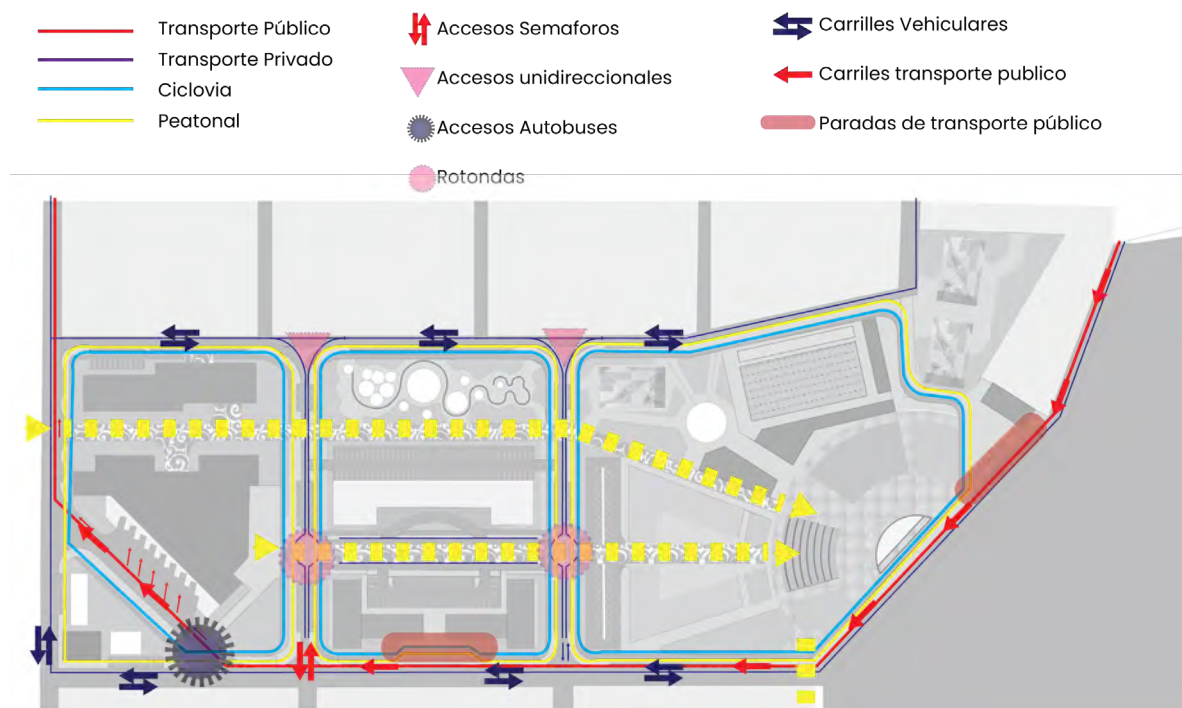 Transporte Público
Transporte Privado
Ciclovia
Peatonal
Accesos Semaforos
Accesos unidireccionales
Accesos Autobuses
Rotondas
Carrilles Vehiculares
Carriles transporte publico
Paradas de transporte público